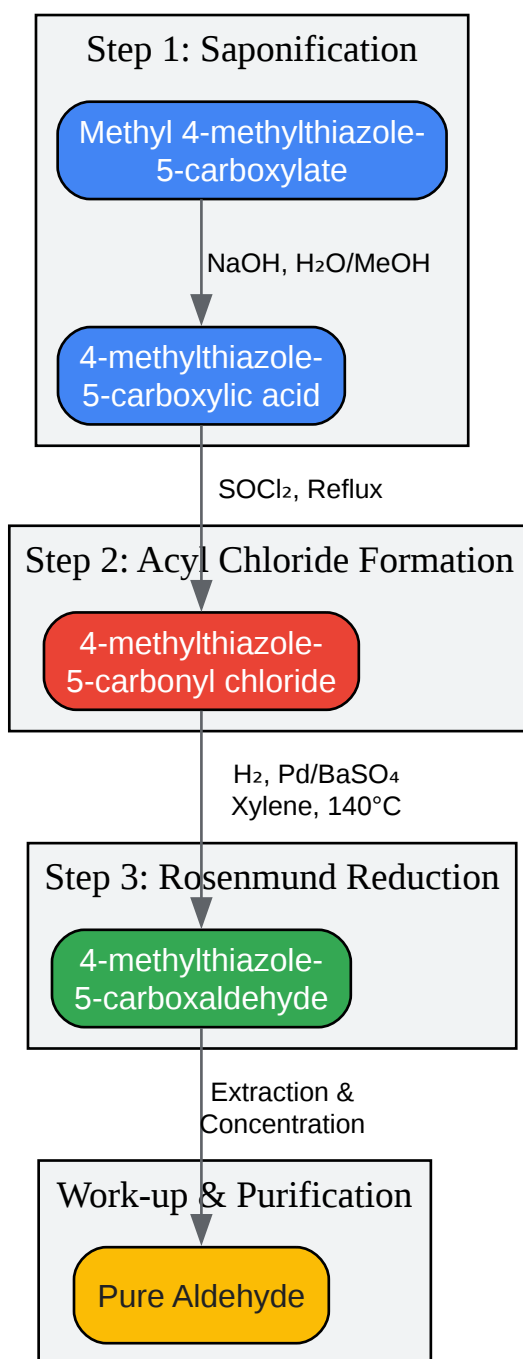 Step 1: Saponification
Methyl 4-methylthiazole-
5-carboxylate
NaOH, H₂O/MeOH
4-methylthiazole-
5-carboxylic acid
SOCl₂, Reflux
Step 2: Acyl Chloride Formation
4-methylthiazole-
5-carbonyl chloride
H₂, Pd/BaSO₄
Xylene, 140°C
Step 3: Rosenmund Reduction
4-methylthiazole-
5-carboxaldehyde
Extraction &
Concentration
Work-up & Purification
Pure Aldehyde